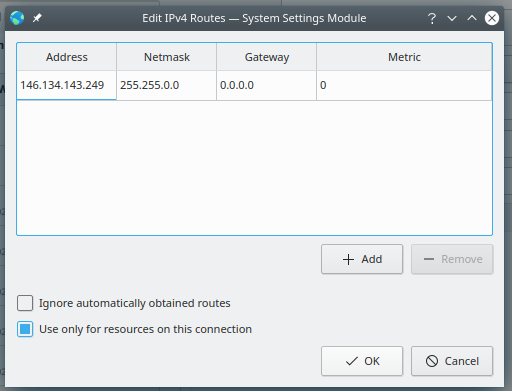 Edit IPv4 Routes — System Settings Module
Address Netmask Gateway Metric
146.134.143.249 255.255.0.0 0.0.0.0 0
Add Remove
Ignore automatically obtained routes
Use only for resources on this connection
OK Cancel